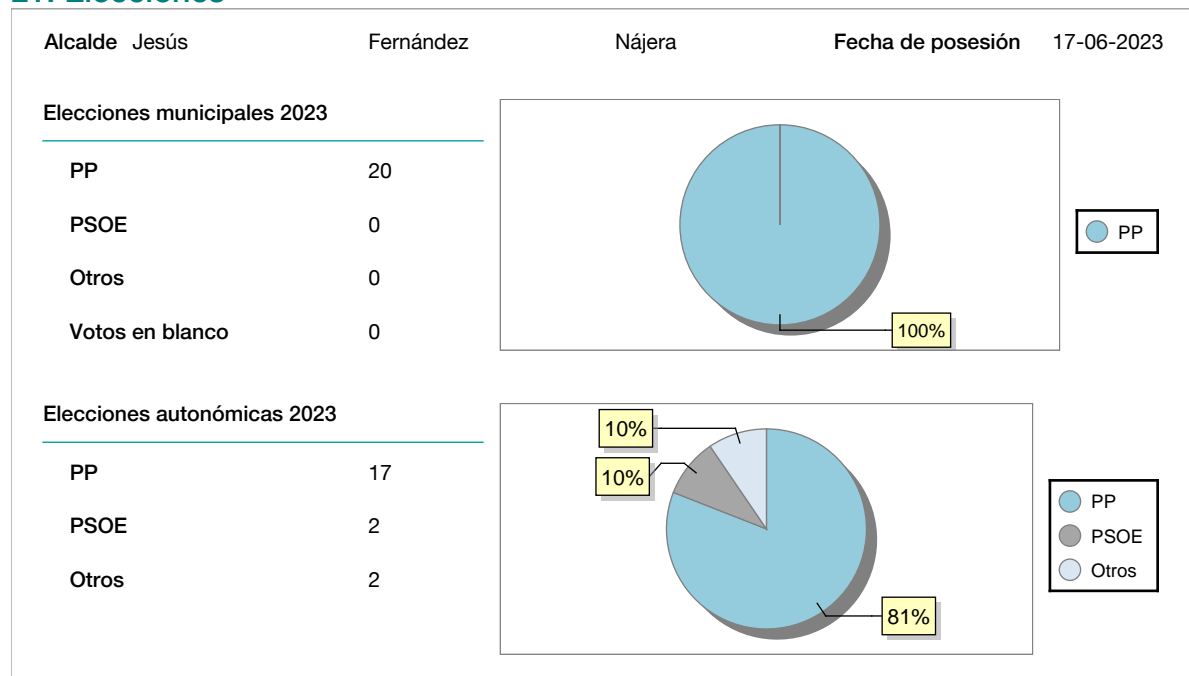 Alcalde Jesús Fernández Nájera Fecha de posesión 17-06-2023
Elecciones municipales 2023
PP 20
PSOE 0
Otros 0
Votos en blanco 0
100%
PP
Elecciones autonómicas 2023
PP 17
PSOE 2
Otros 2
10%
10%
81%
PP
PSOE
Otros